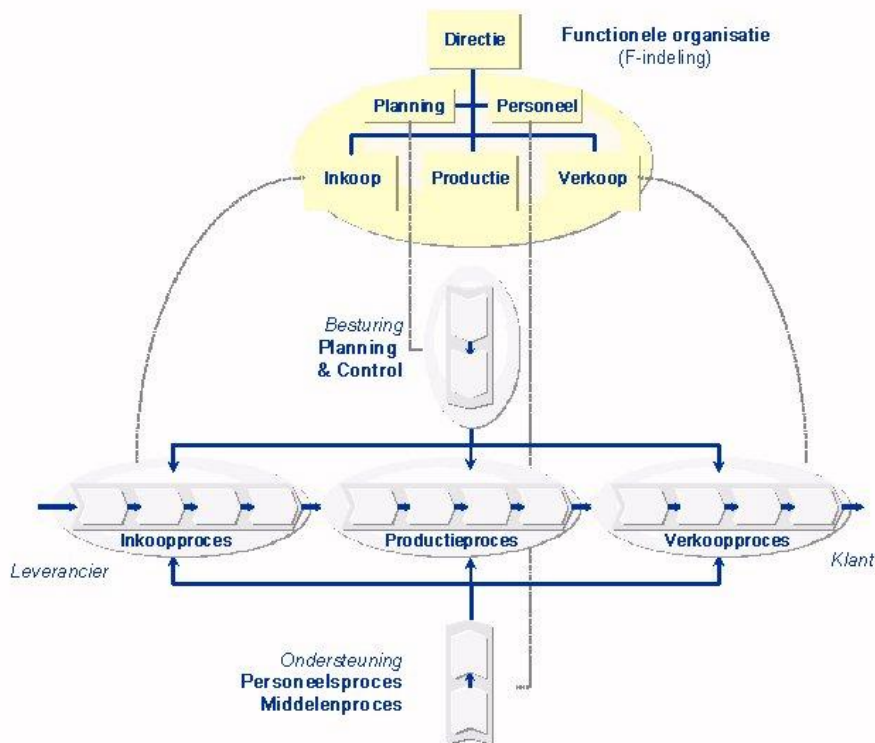 Directie
Functionele organisatie
(F-indeling)
Planning
Personeel
Inkoop
Productie
Verkoop
Besturing
Planning
& Control
Inkoopproces
Productieproces
Verkoopproces
Leverancier
Klant
Ondersteuning
Personeelsproces
Middelenproces